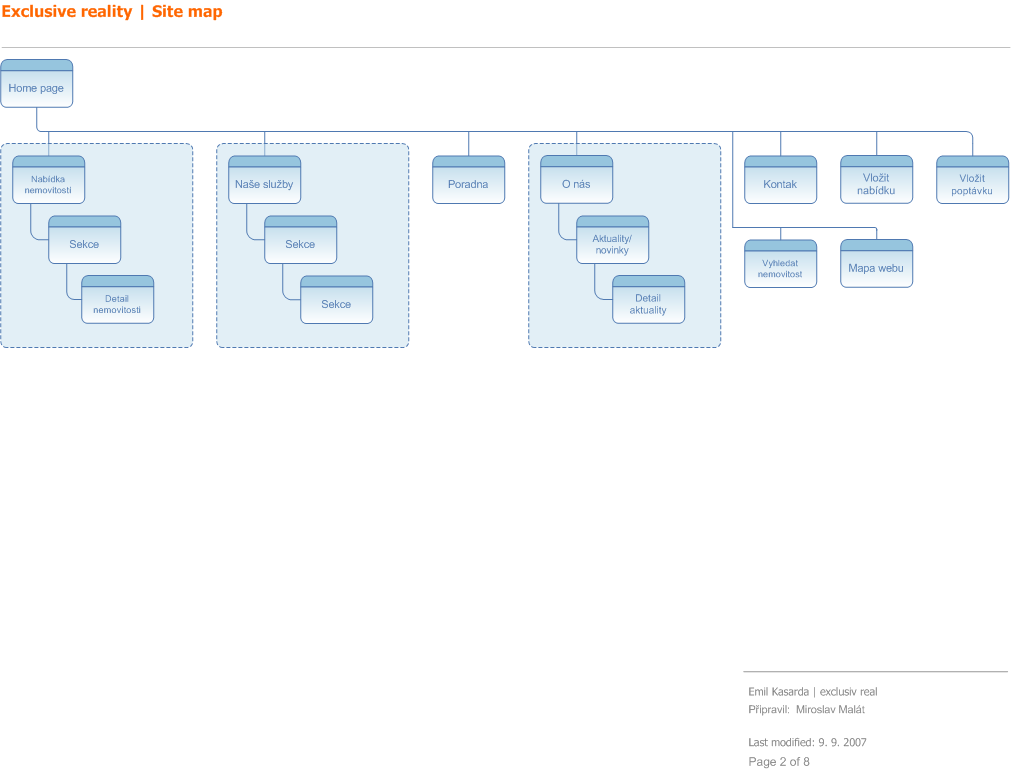 Exclusive reality | Site map
Home page
Nabídka
nemovitostí
Sekce
Detail
nemovitosti
Naše služby
Sekce
Sekce
Poradna
O nás
Aktuality/
novinky
Detail
aktuality
Kontak
Vložit
nabídku
Vložit
poptávku
Vyhledat
nemovitost
Mapa webu
Emil Kasarda | exclusiv real
Připravil: Miroslav Malát
Last modified: 9. 9. 2007
Page 2 of 8